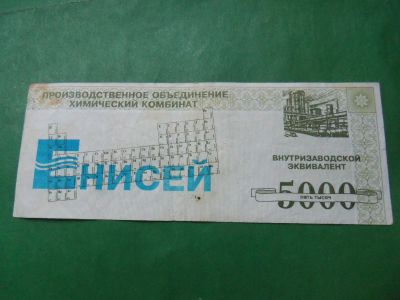 ПРОИЗВОДСТВЕННОЕ ОБЪЕДИНЕНИЕ
ХИМИЧЕСКИЙ КОМБИНАТ
ЕНИСЕЙ
ВНУТРИЗАВОДСКОЙ
ЭКВИВАЛЕНТ
5000
ПЯТЬ ТЫСЯЧ